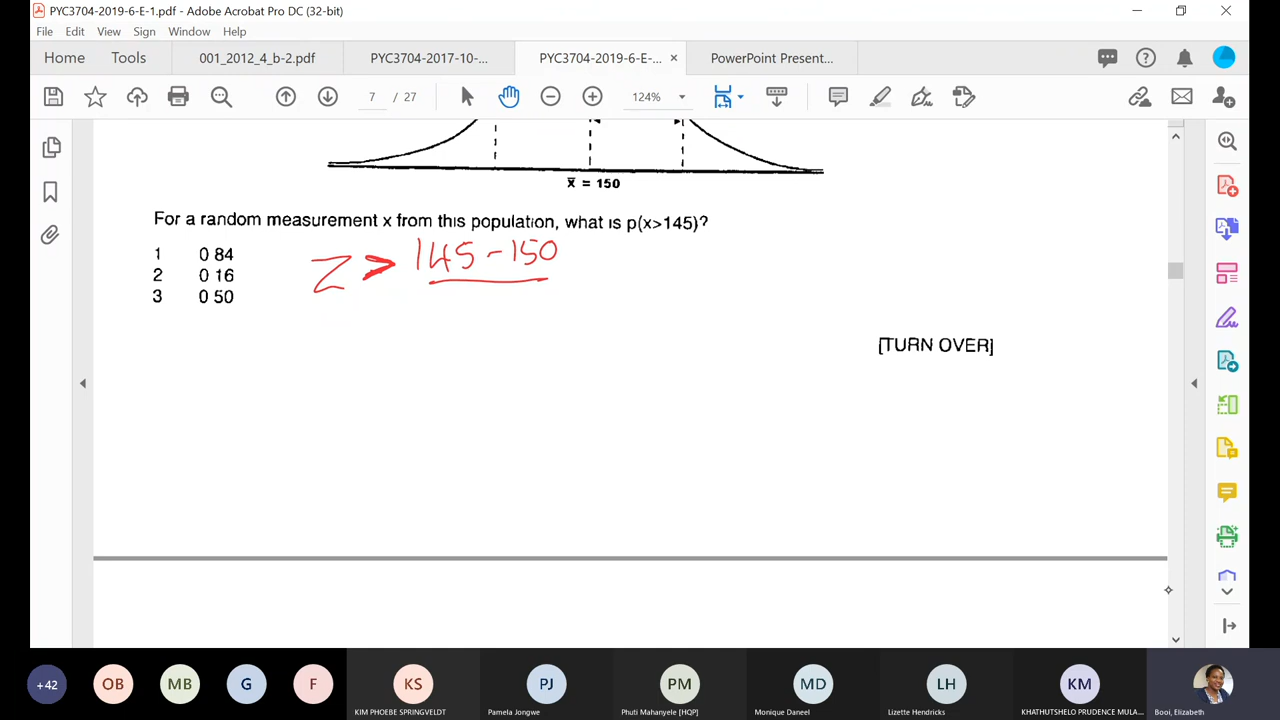 PYC3704-2019-6-E-1.pdf - Adobe Acrobat Pro DC (32-bit)
File Edit View Sign Window Help
Home Tools 001_2012_4_b-2.pdf PYC3704-2017-10-... PYC3704-2019-6-E-... × PowerPoint Present...
7 / 27 124%
x̄ = 150
For a random measurement x from this population, what is p(x>145)?
1 0 84
2 0 16
3 0 50
Z > 145-150
[TURN OVER]
+42 OB MB G F KS PJ PM MD LH KM
KIM PHOEBE SPRINGVELDT Pamela Jongwe Phuti Mahanyele [HQP] Monique Daneel Lizette Hendricks KHATHUTSHELO PRUDENCE MULA... Booi, Elizabeth